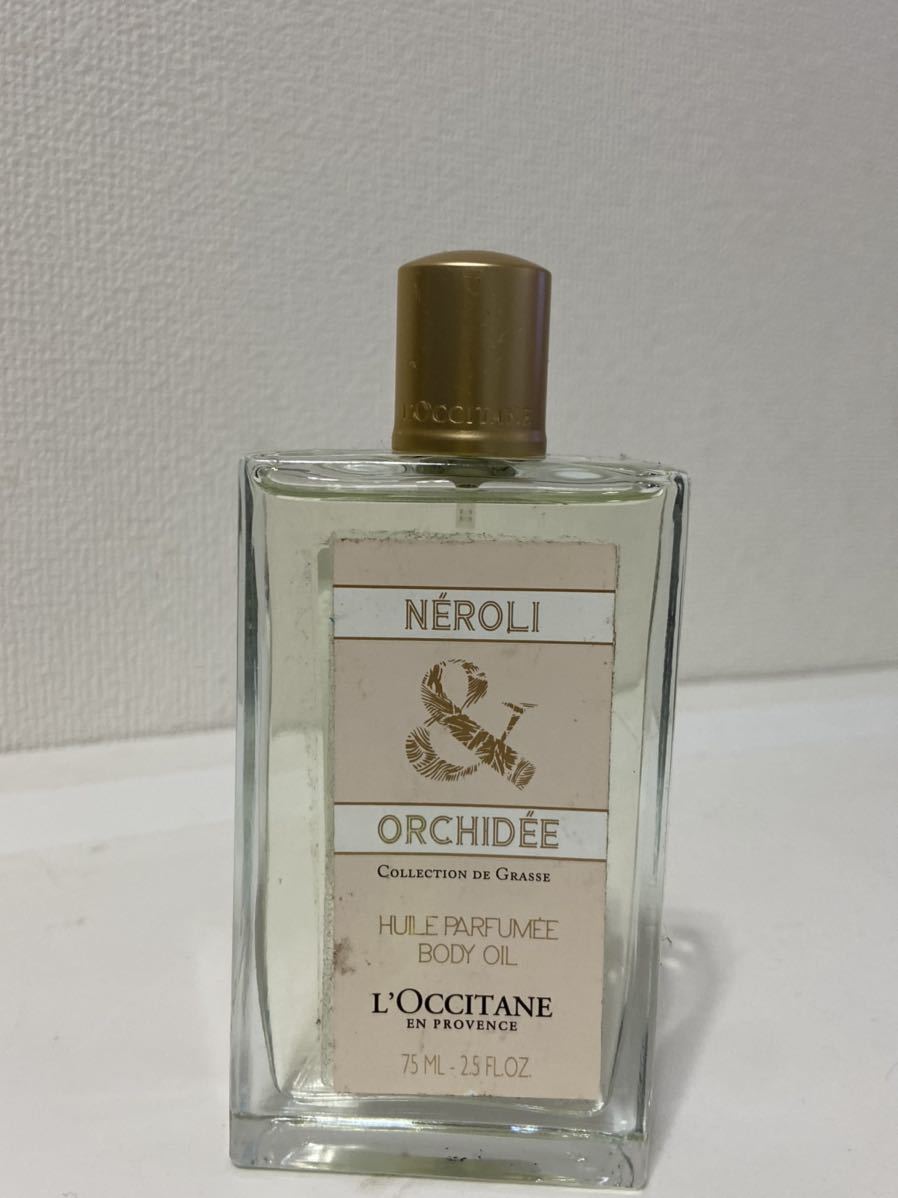 L'OCCITANE
NÉROLI
&
ORCHIDÉE
COLLECTION DE GRASSE
HUILE PARFUMÉE
BODY OIL
L'OCCITANE
EN PROVENCE
75 ML - 2.5 FL.OZ.